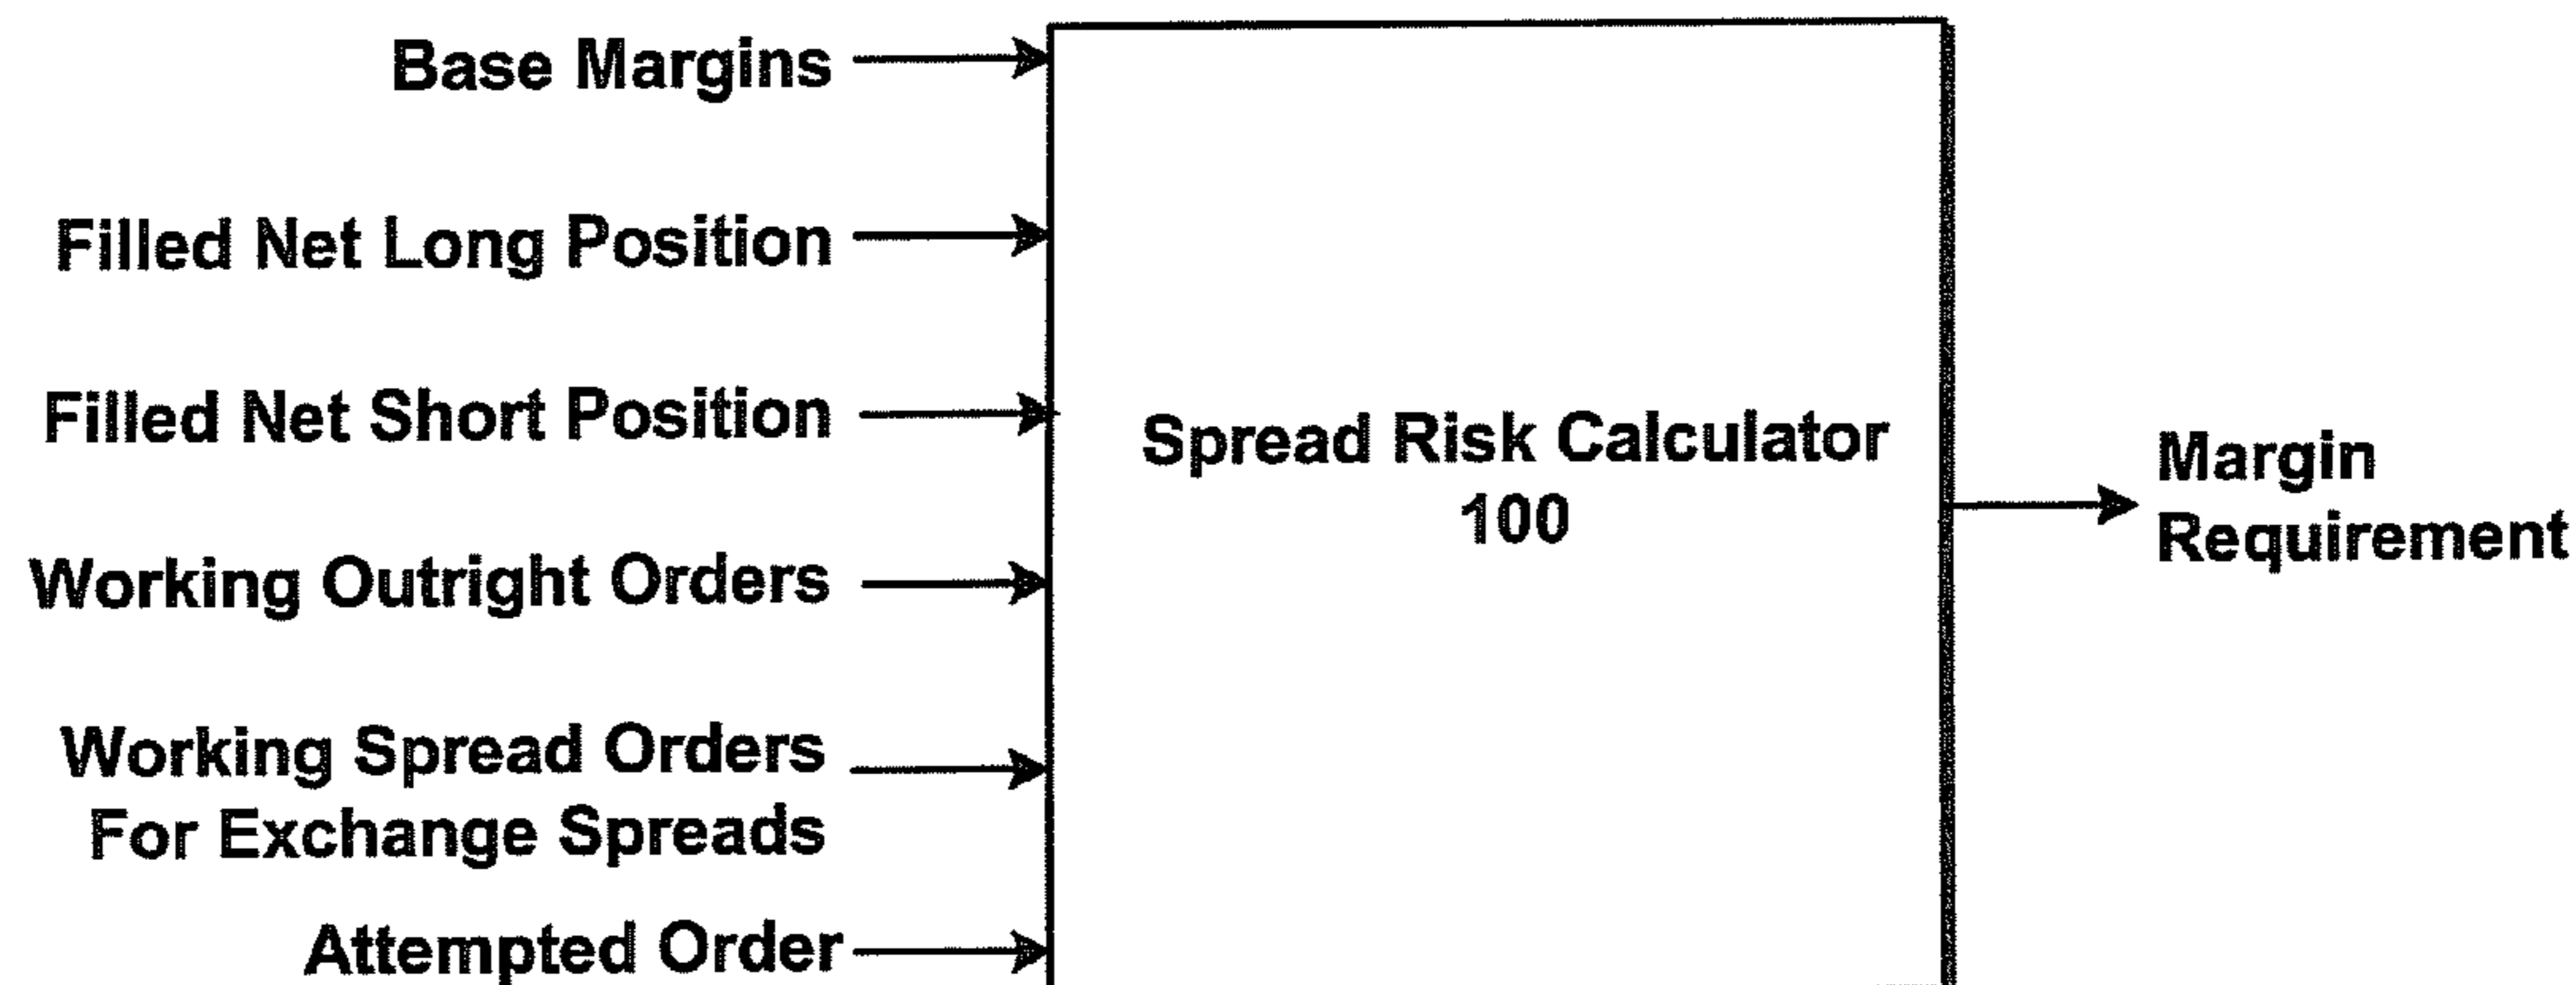 Base Margins
Filled Net Long Position
Filled Net Short Position
Working Outright Orders
Working Spread Orders
For Exchange Spreads
Attempted Order
Spread Risk Calculator
100
Margin
Requirement